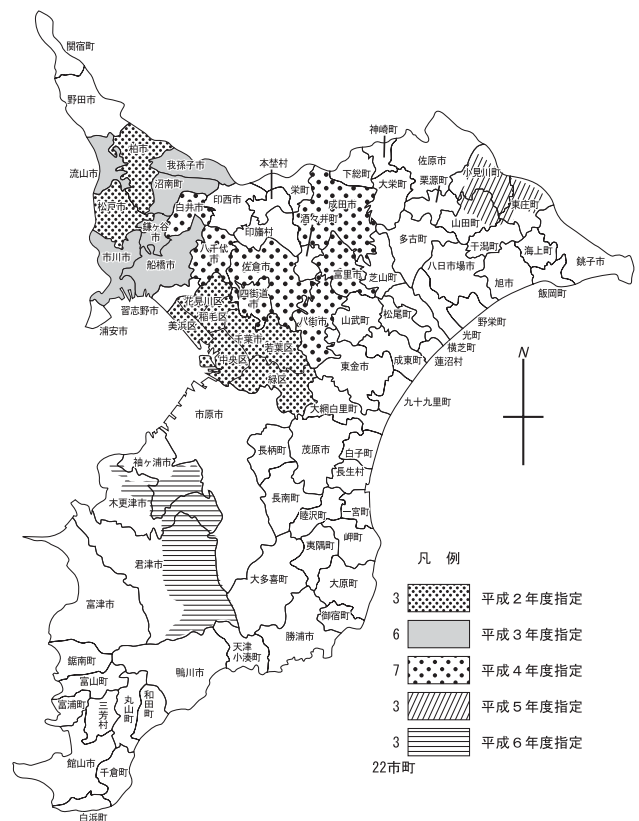 関宿町
野田市
流山市
柏市
我孫子市
沼南町
松戸市
鎌ヶ谷
市
市川市
船橋市
浦安市
習志野市
白井市
印西市
本埜村
印旛村
栄町
八千代
市
佐倉市
酒々井町
成田市
下総町
神崎町
大栄町
佐原市
栗源町
小見川町
東庄町
山田町
多古町
干潟町
海上町
銚子市
八日市場市
旭市
飯岡町
富里市
芝山町
四街道
市
八街市
山武町
松尾町
野栄町
光町
横芝町
蓮沼村
成東町
東金市
九十九里町
大網白里町
花見川区
稲毛区
美浜区
千葉市
若葉区
中央区
緑区
市原市
袖ヶ浦市
木更津市
君津市
富津市
長柄町
茂原市
白子町
長生村
長南町
睦沢町
一宮町
岬町
夷隅町
大多喜町
大原町
御宿町
勝浦市
天津
小湊町
鴨川市
鋸南町
富山町
富浦町
三芳村
丸山町
和田町
館山市
千倉町
白浜町
N
凡 例
3 平成２年度指定
6 平成３年度指定
7 平成４年度指定
3 平成５年度指定
3 平成６年度指定
22市町